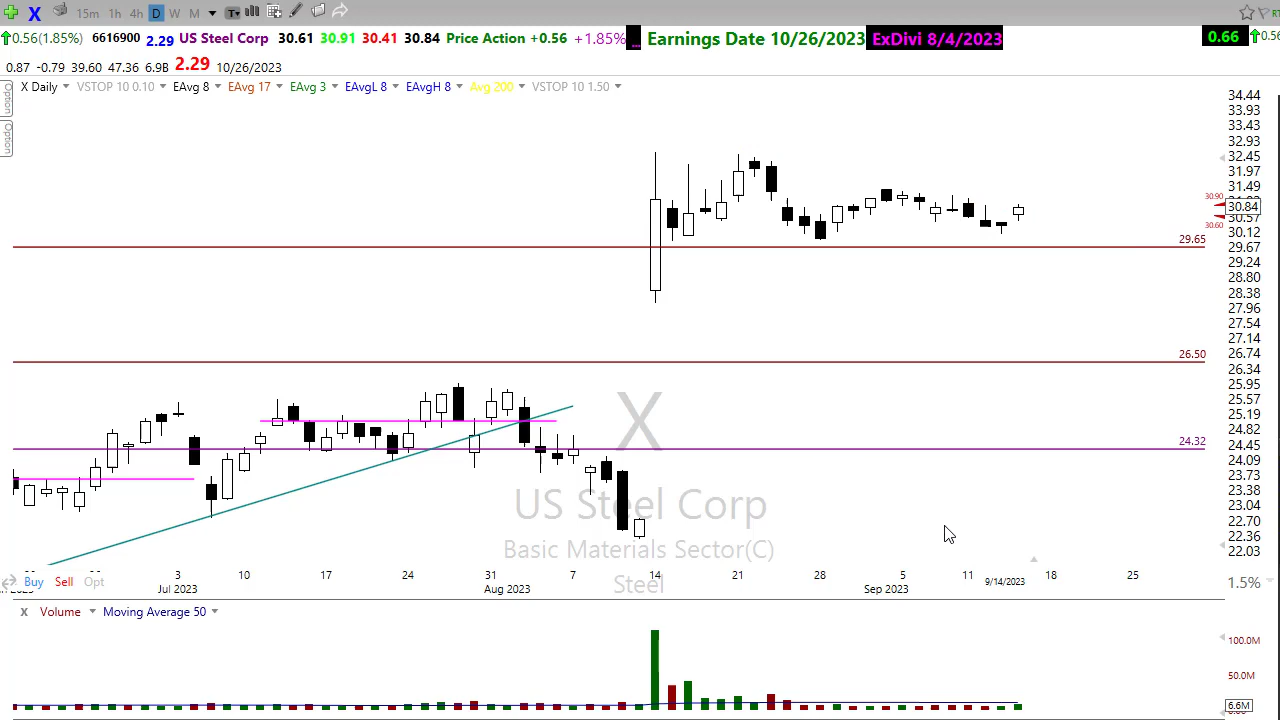 15m 1h 4h D W M T
0.56(1.85%) 6616900 2.29 US Steel Corp 30.61 30.91 30.41 30.84 Price Action +0.56 +1.85% ... Earnings Date 10/26/2023 ExDivi 8/4/2023 0.66 0.56
0.87 -0.79 39.60 47.36 6.9B 2.29 10/26/2023
X Daily VSTOP 10 0.10 EAvg 8 EAvg 17 EAvg 3 EAvgL 8 EAvgH 8 Avg 200 VSTOP 10 1.50
Option
Option
34.44
33.93
33.43
32.93
32.45
31.97
31.49
30.90
30.84
30.57
30.60
30.12
29.65
29.67
29.24
28.80
28.38
27.96
27.54
27.14
26.50
26.74
26.34
25.95
25.57
25.19
24.82
24.32
24.45
24.09
23.73
23.38
23.04
22.70
22.36
22.03
X
US Steel Corp
Basic Materials Sector(C)
Steel
3 10 17 24 31 7 14 21 28 5 11 9/14/2023 18 25
Buy Sell Opt
Jul 2023 Aug 2023 Sep 2023
1.5%
X Volume Moving Average 50
100.0M
50.0M
6.6M